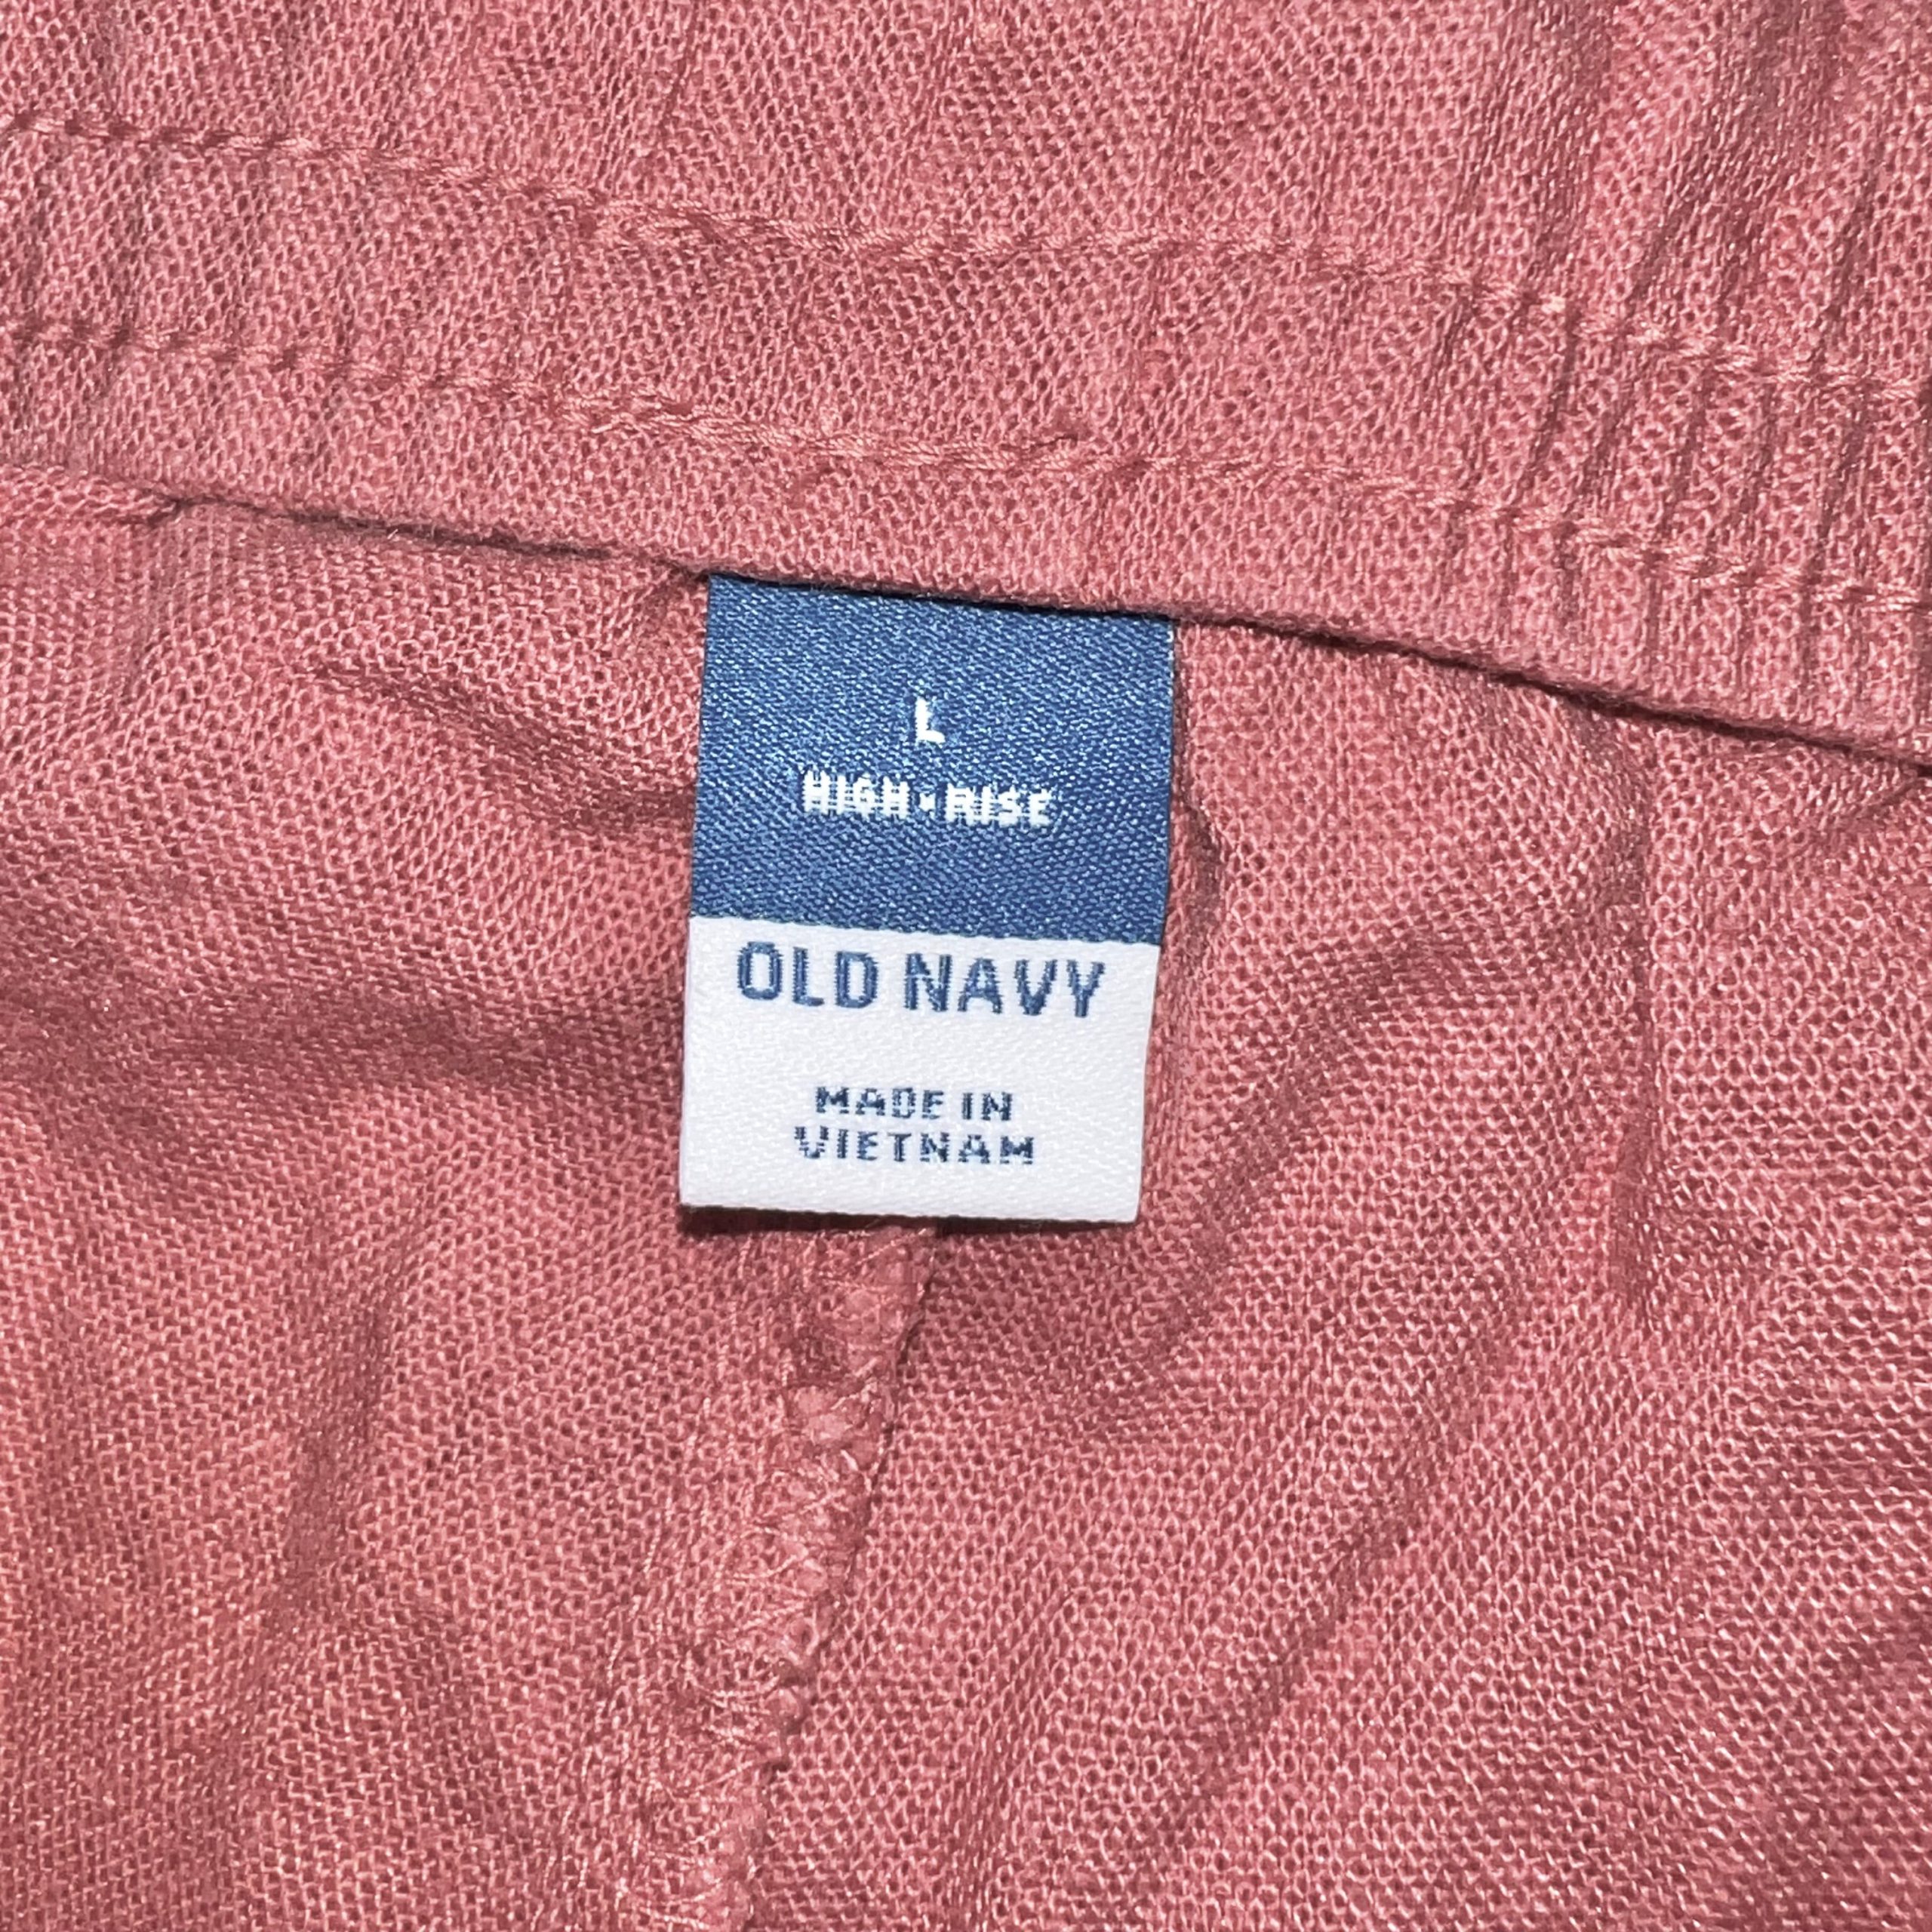 L
HIGH-RISE
OLD NAVY
MADE IN
VIETNAM